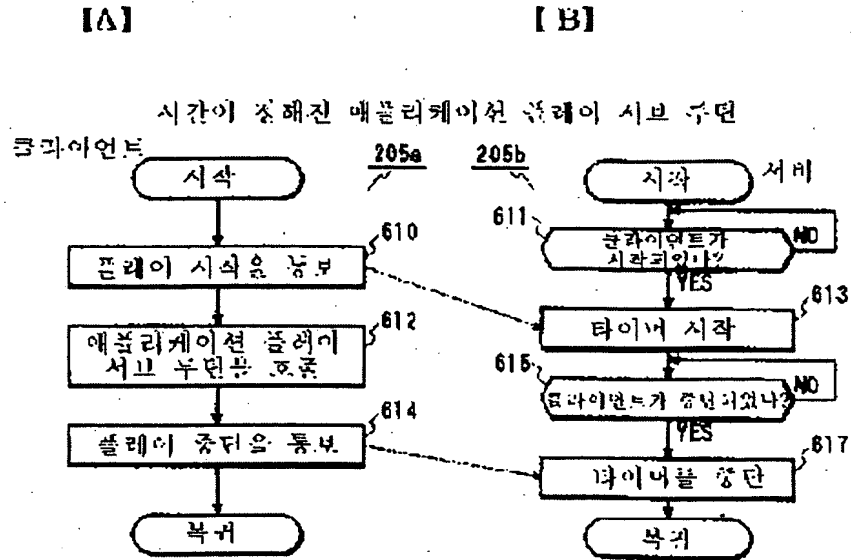 [A]
[B]
시간이 정해진 애플리케이션 플레이 서브 루틴
클라이언트
205a
205b
서버
시작
610
플레이 시작을 통보
612
애플리케이션 플레이
서브 루틴을 호출
614
플레이 중단을 통보
복귀
시작
611
클라이언트가
시작되었나?
NO
YES
613
타이머 시작
615
클라이언트가 중단되었나?
NO
YES
617
타이머를 중단
복귀